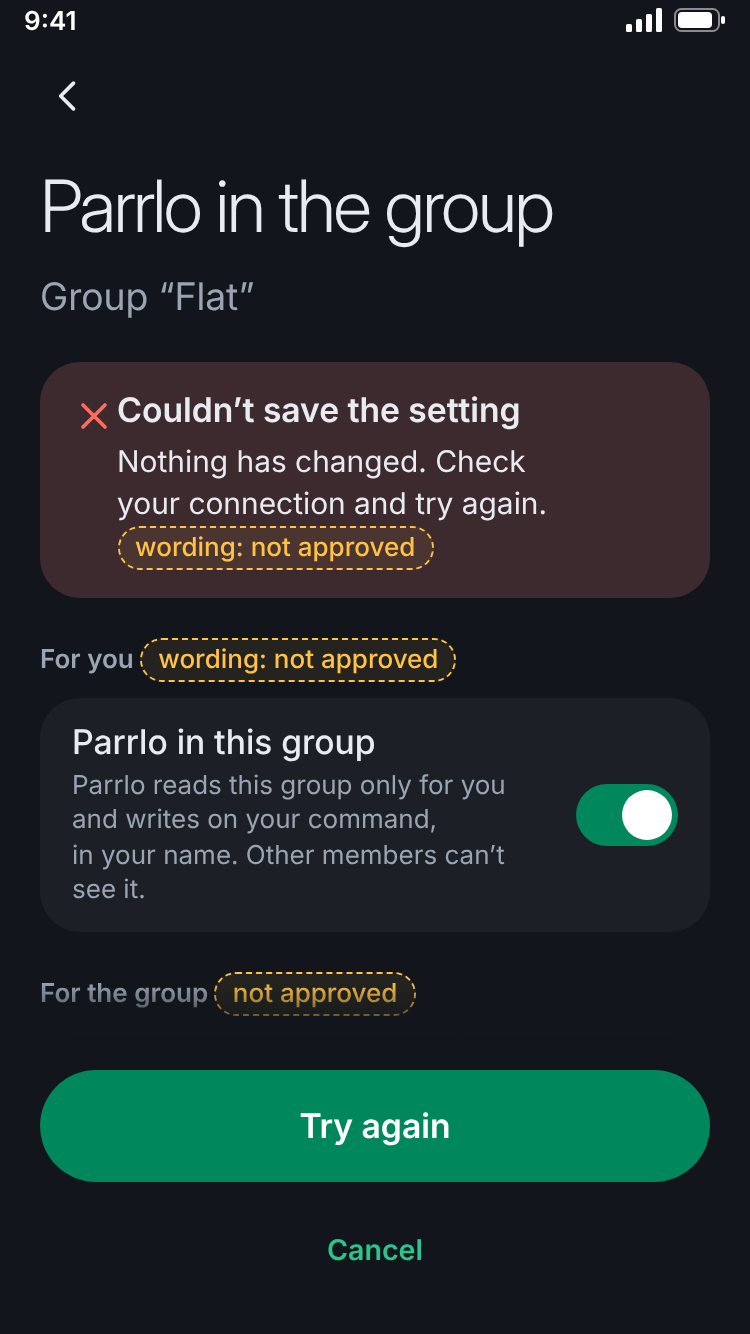 9:41
Parrlo in the group
Group “Flat”
Couldn’t save the setting
Nothing has changed. Check
your connection and try again.
wording: not approved
For you wording: not approved
Parrlo in this group
Parrlo reads this group only for you
and writes on your command,
in your name. Other members can’t
see it.
For the group not approved
Try again
Cancel